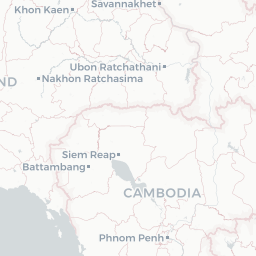 Savannakhet
Khon Kaen
Ubon Ratchathani
ND
Nakhon Ratchasima
Siem Reap
Battambang
CAMBODIA
Phnom Penh